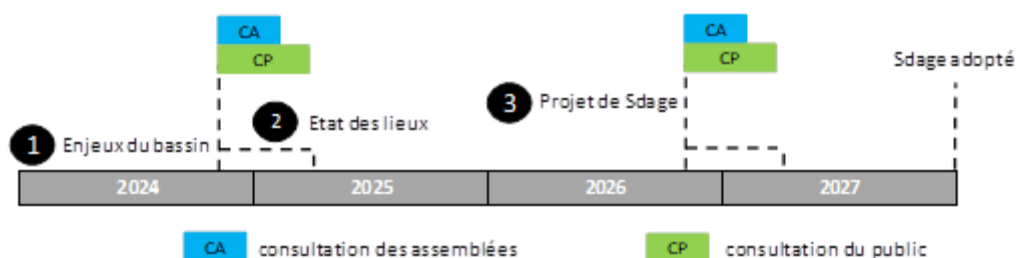 CA
CP
CA
CP
Sdage adopté
3 Projet de Sdage
2 Etat des lieux
1 Enjeux du bassin
2024 2025 2026 2027
CA consultation des assemblées CP consultation du public